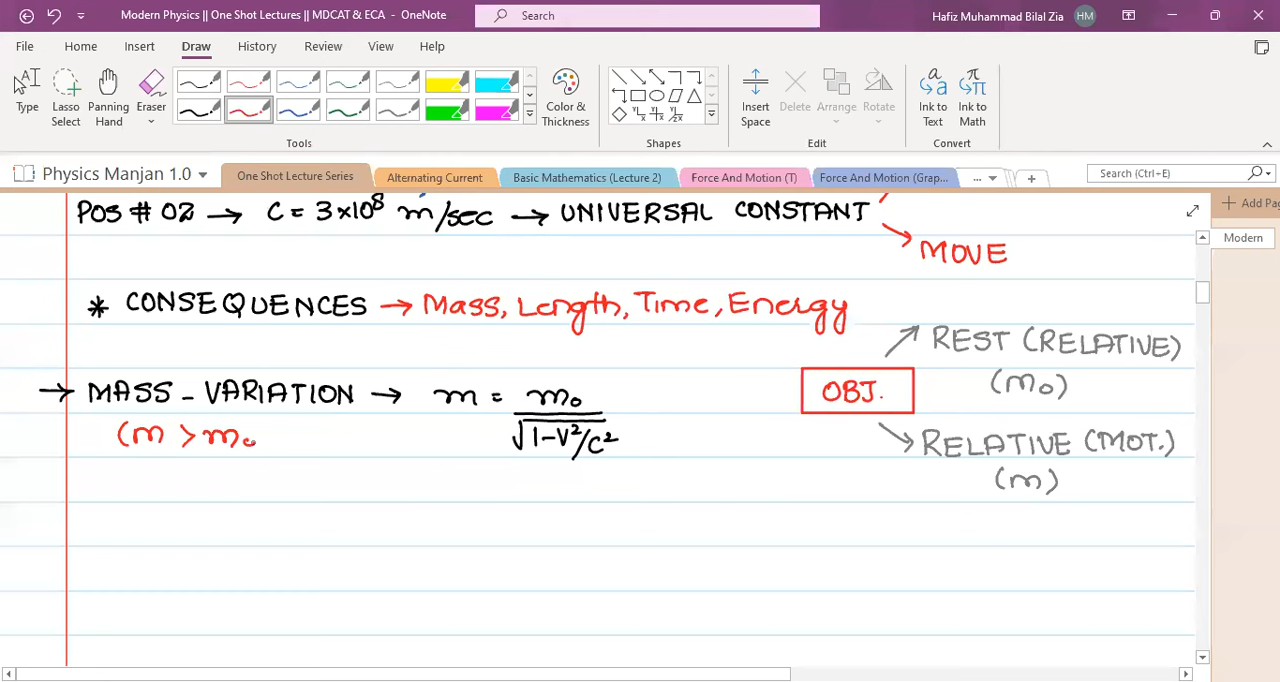 Modern Physics || One Shot Lectures || MDCAT & ECA - OneNote
Search
Hafiz Muhammad Bilal Zia HM
File Home Insert Draw History Review View Help
Type Lasso Select Panning Hand Eraser
Color & Thickness
Insert Space Delete Arrange Rotate
Ink to Text Ink to Math
Tools Shapes Edit Convert
Physics Manjan 1.0 One Shot Lecture Series Alternating Current Basic Mathematics (Lecture 2) Force And Motion (T) Force And Motion (Grap... ... Search (Ctrl+E)
Add Pag
Modern
POS # 02 → C = 3×10⁸ m/sec → UNIVERSAL CONSTANT
MOVE
* CONSEQUENCES → Mass, Length, Time, Energy
REST (RELATIVE)
(m₀)
→ MASS - VARIATION → m = m₀ / √1-V²/C²
OBJ.
(m > m₀
RELATIVE (MOT.)
(m)